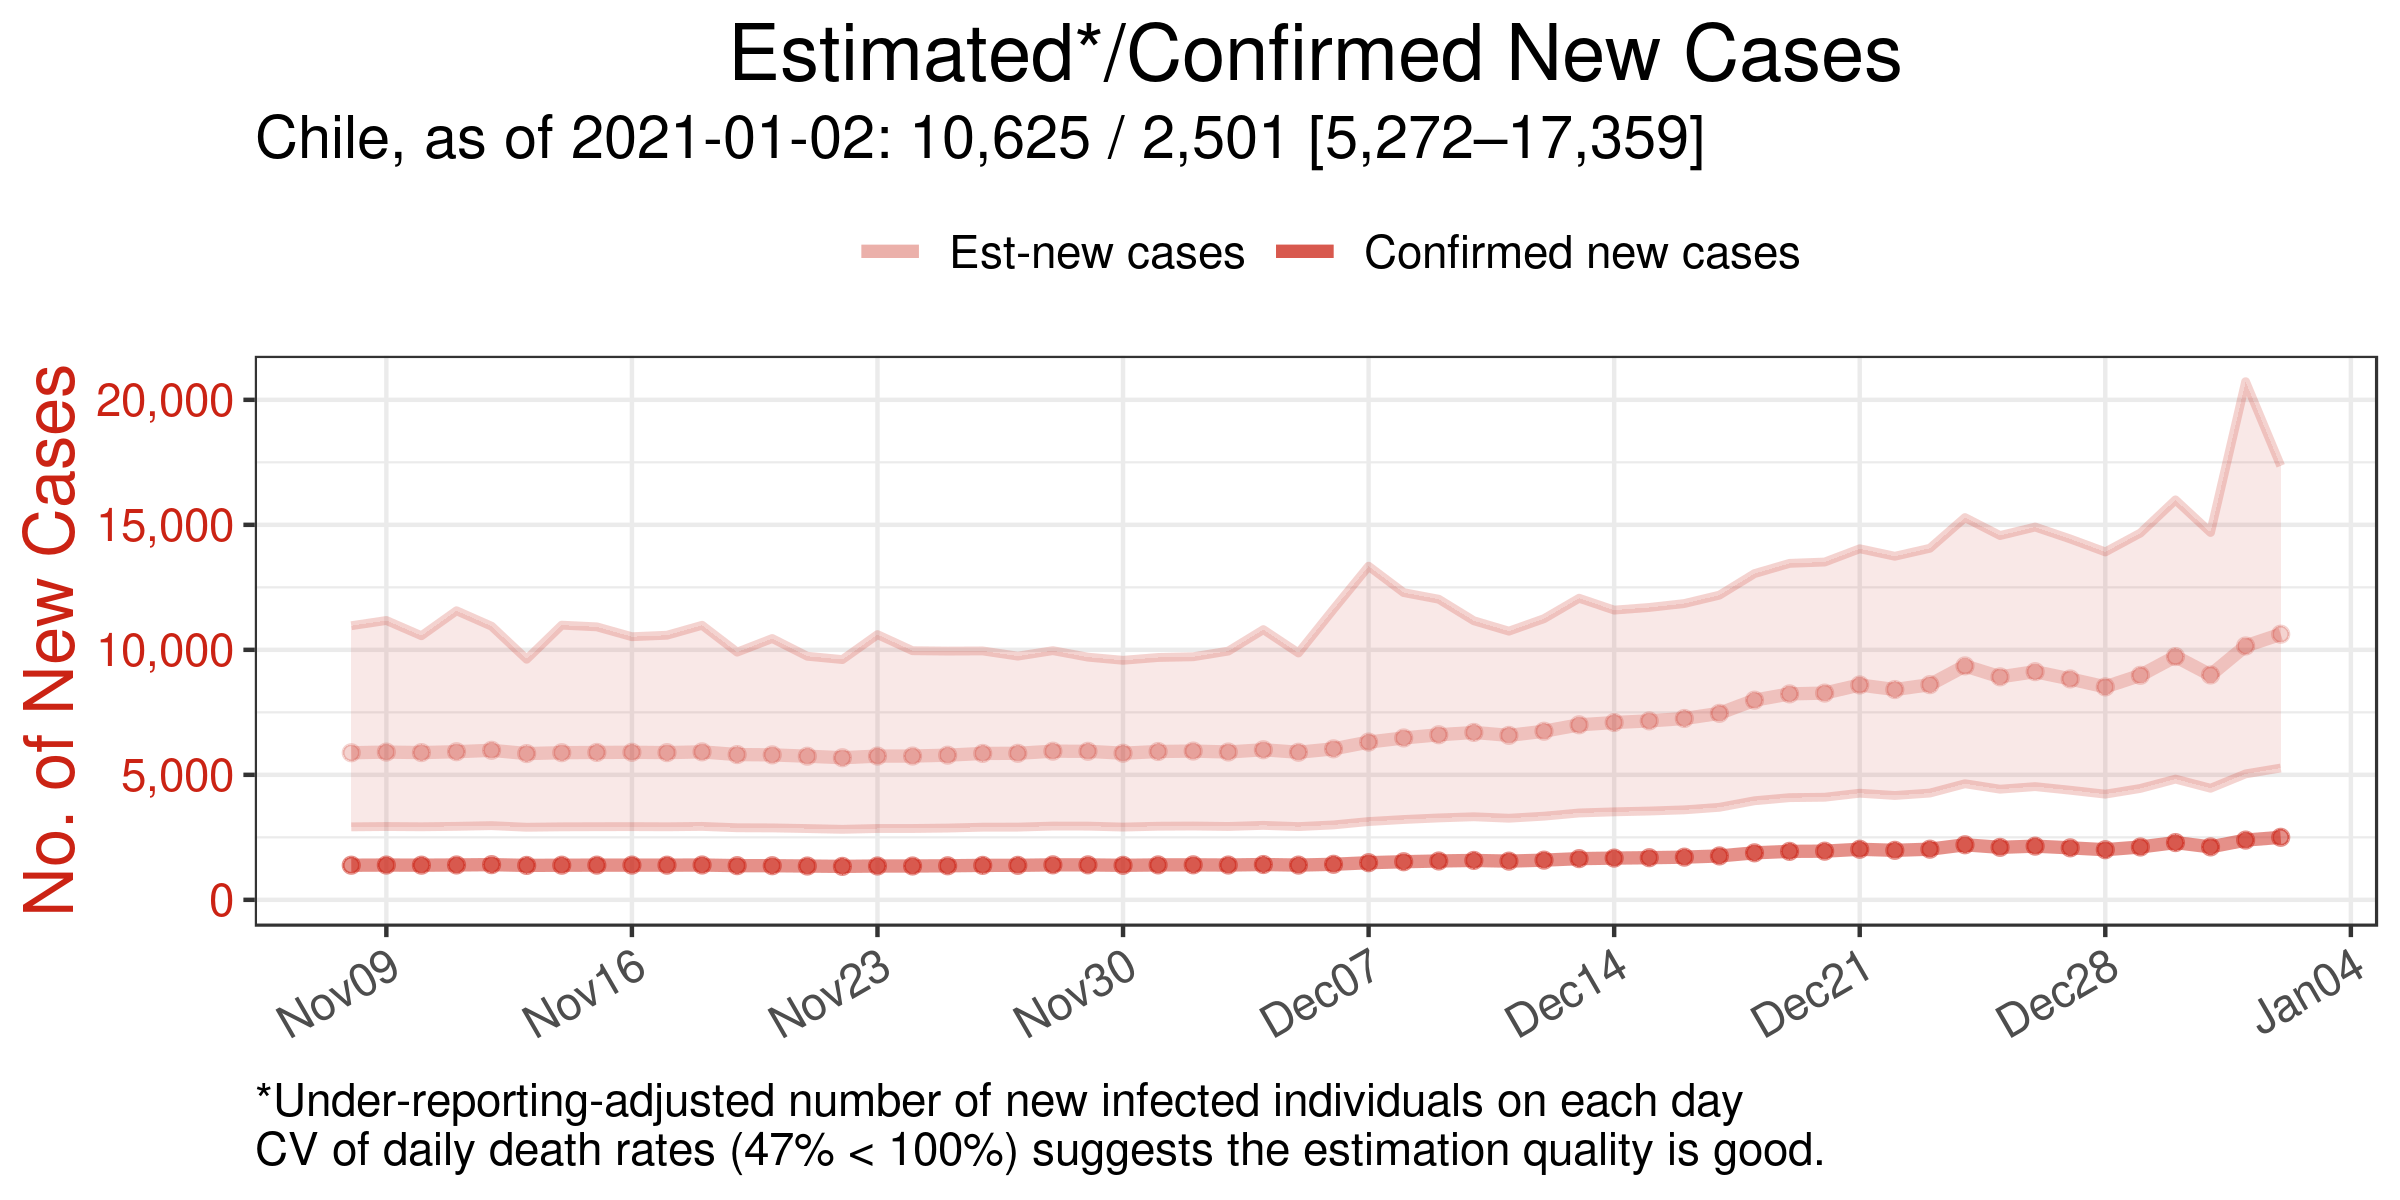 Estimated*/Confirmed New Cases
Chile, as of 2021-01-02: 10,625 / 2,501 [5,272–17,359]
Est-new cases
Confirmed new cases
No. of New Cases
20,000
15,000
10,000
5,000
0
Nov09
Nov16
Nov23
Nov30
Dec07
Dec14
Dec21
Dec28
Jan04
*Under-reporting-adjusted number of new infected individuals on each day
CV of daily death rates (47% < 100%) suggests the estimation quality is good.